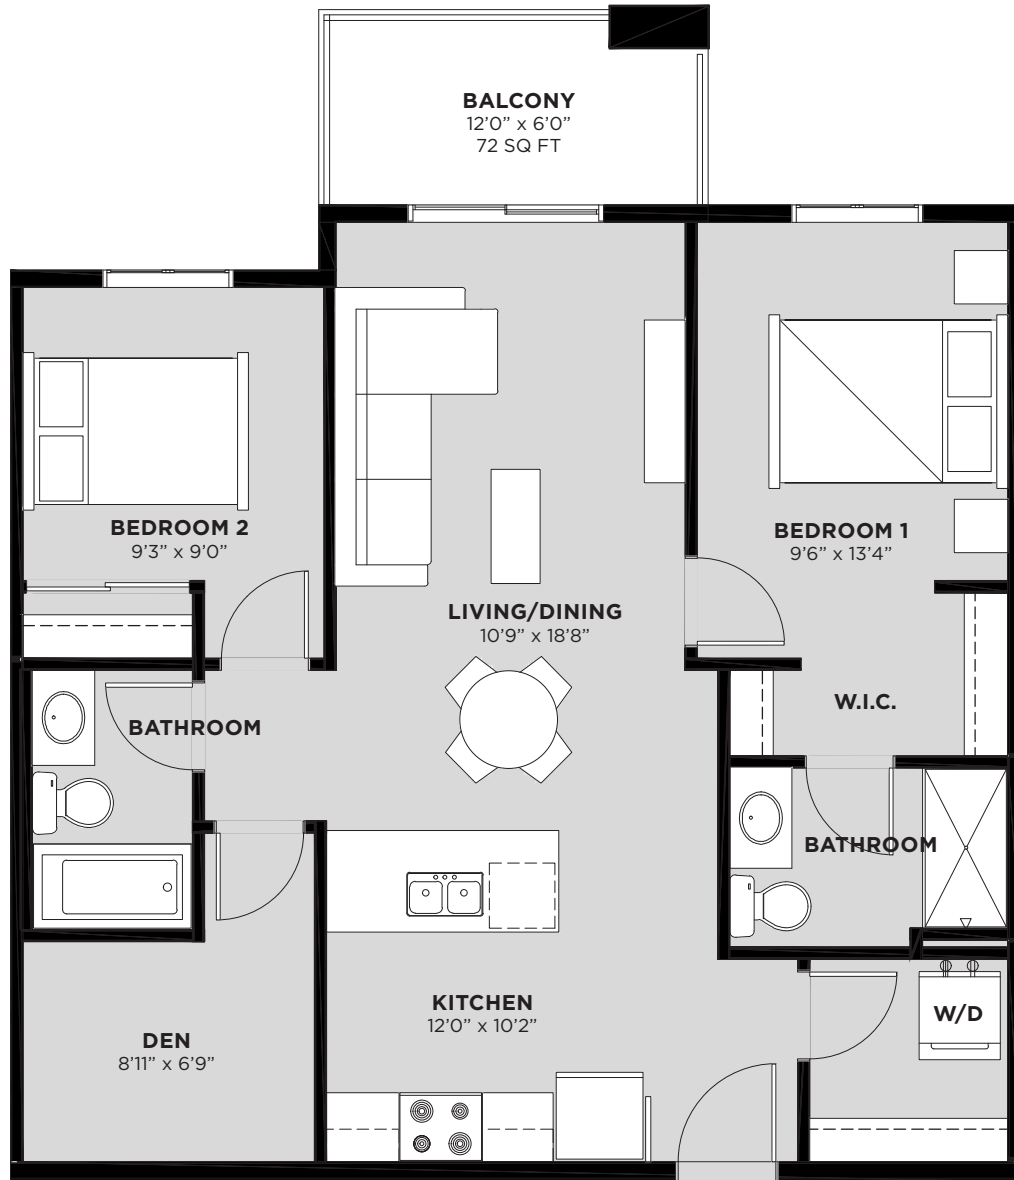 BALCONY
12’0” x 6’0”
72 SQ FT
BEDROOM 2
9’3” x 9’0”
BEDROOM 1
9’6” x 13’4”
LIVING/DINING
10’9” x 18’8”
W.I.C.
BATHROOM
BATHROOM
KITCHEN
12’0” x 10’2”
W/D
DEN
8’11” x 6’9”